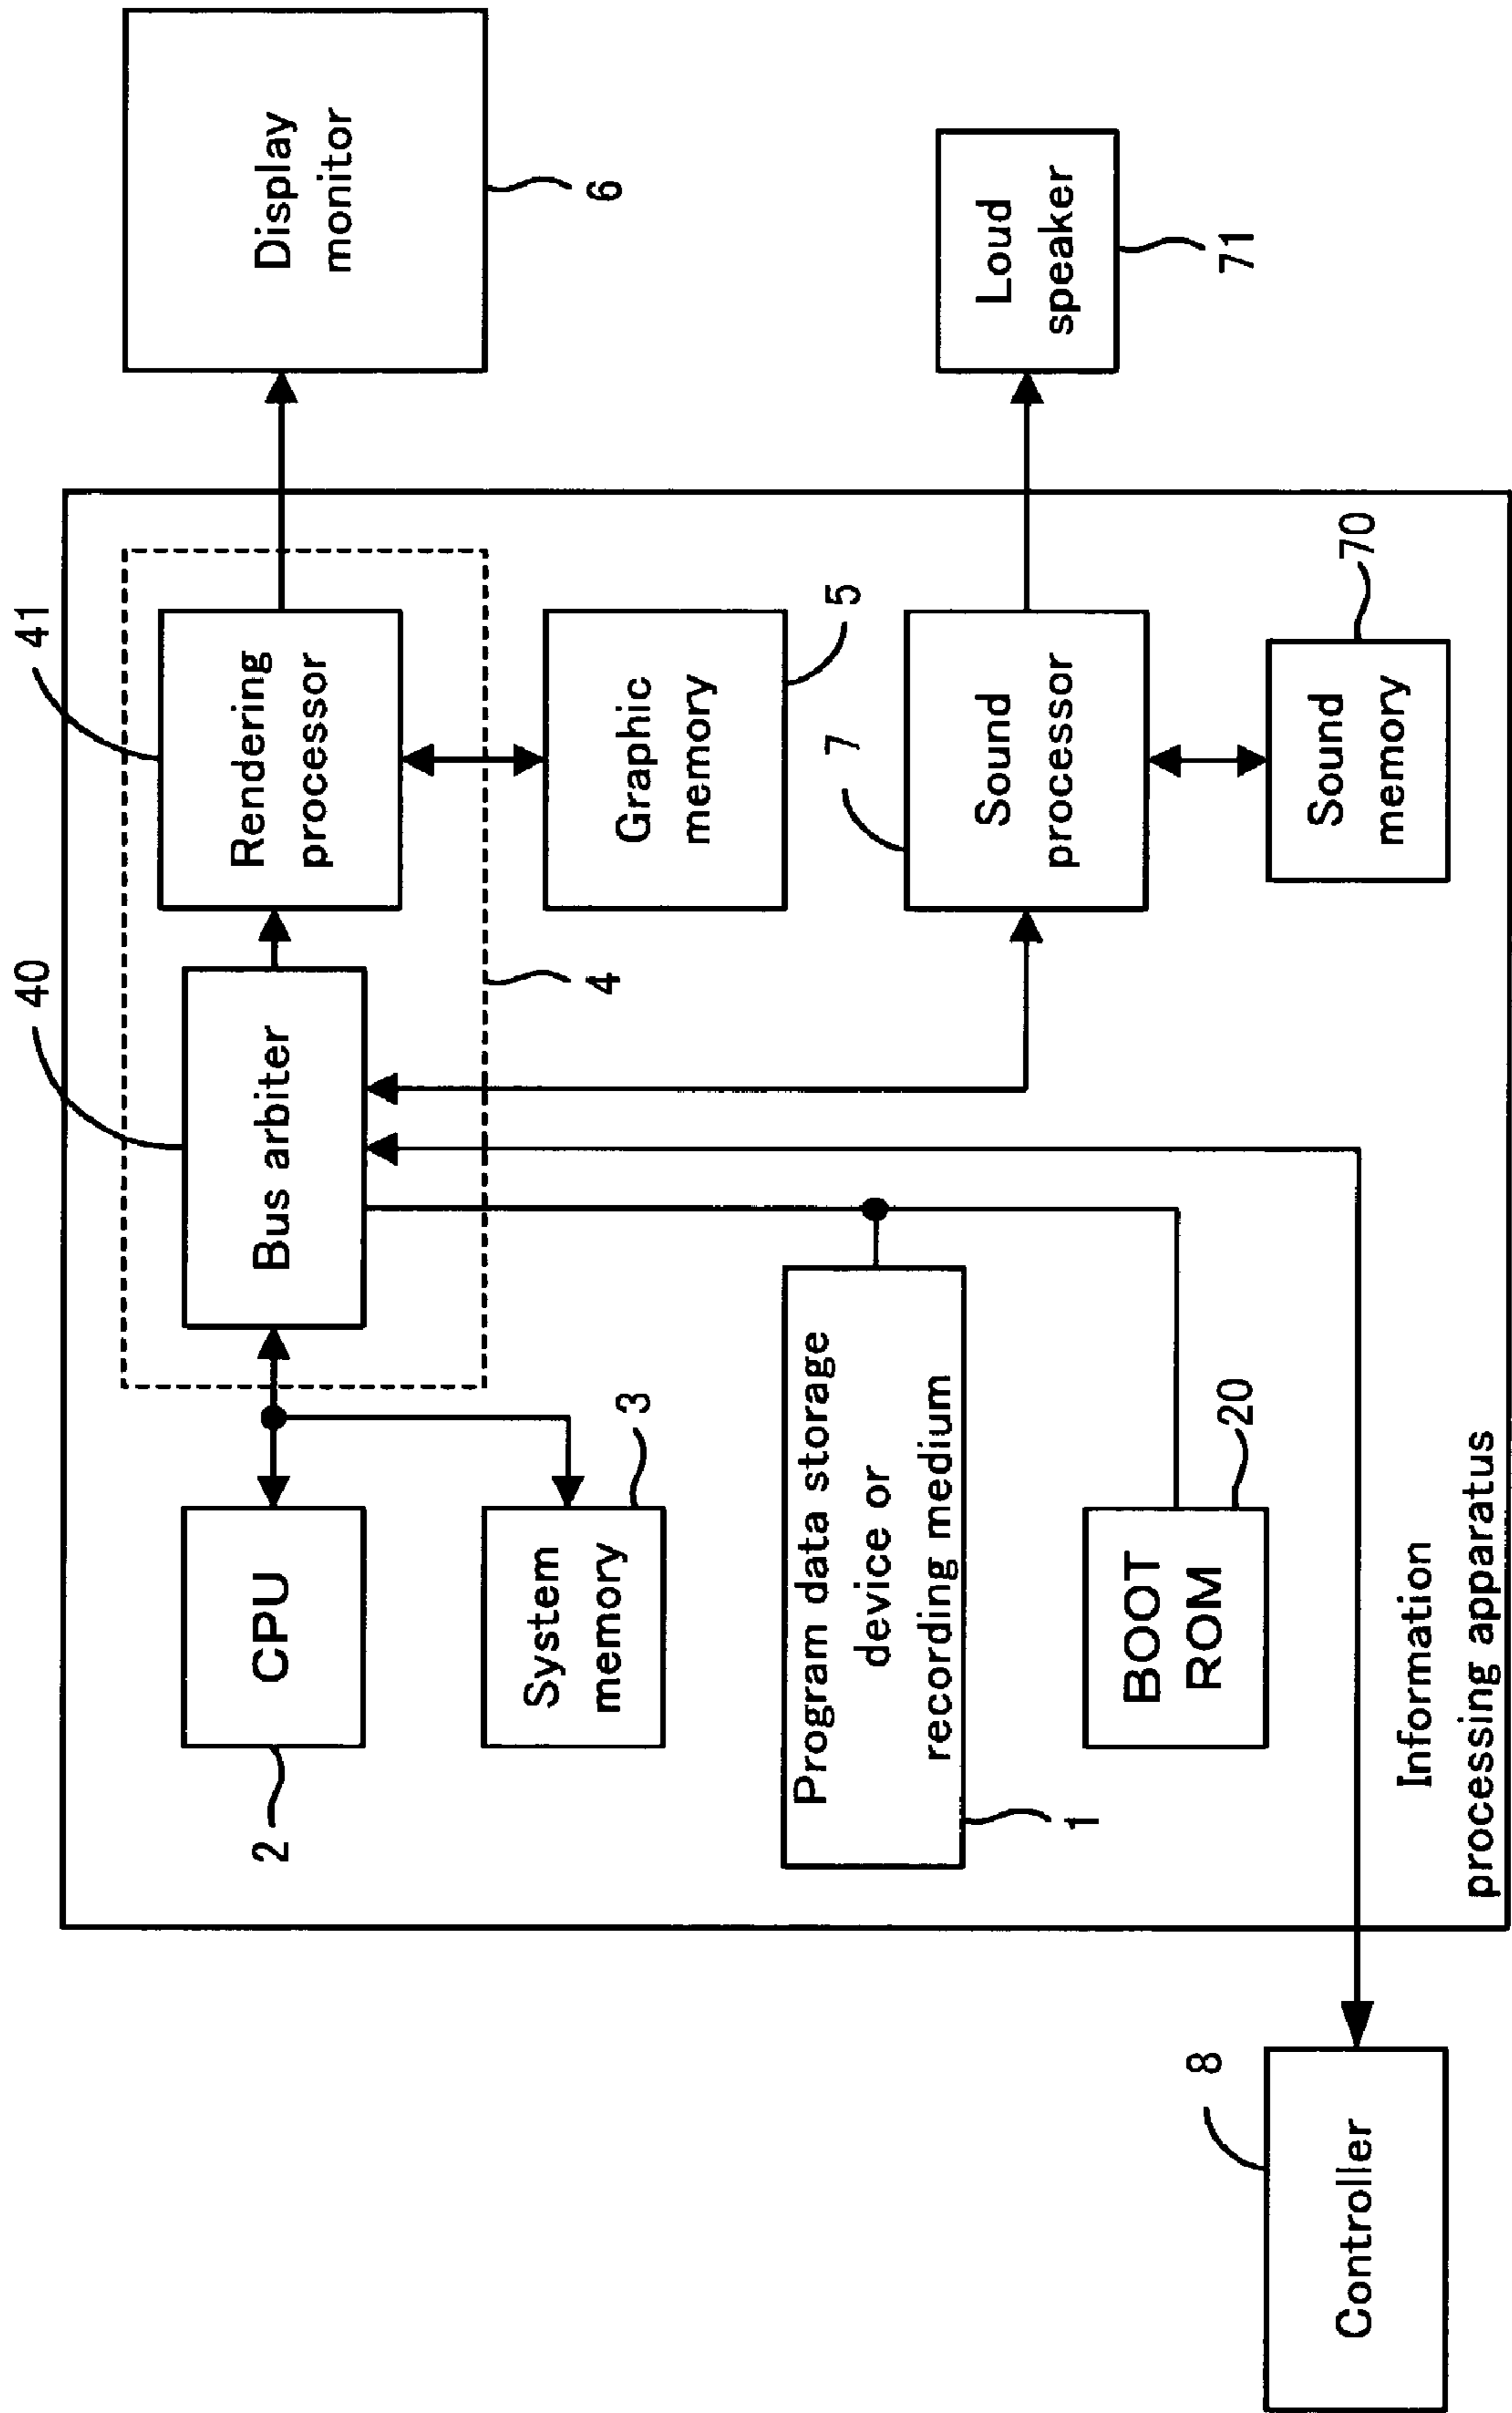 41
40
Display
monitor
6
Rendering
processor
Bus arbiter
4
CPU
2
System
memory
3
Graphic
memory
5
Loud
speaker
71
7
Sound
processor
Sound
memory
70
Program data storage
device or
recording medium
1
BOOT
ROM
20
Information
processing apparatus
8
Controller